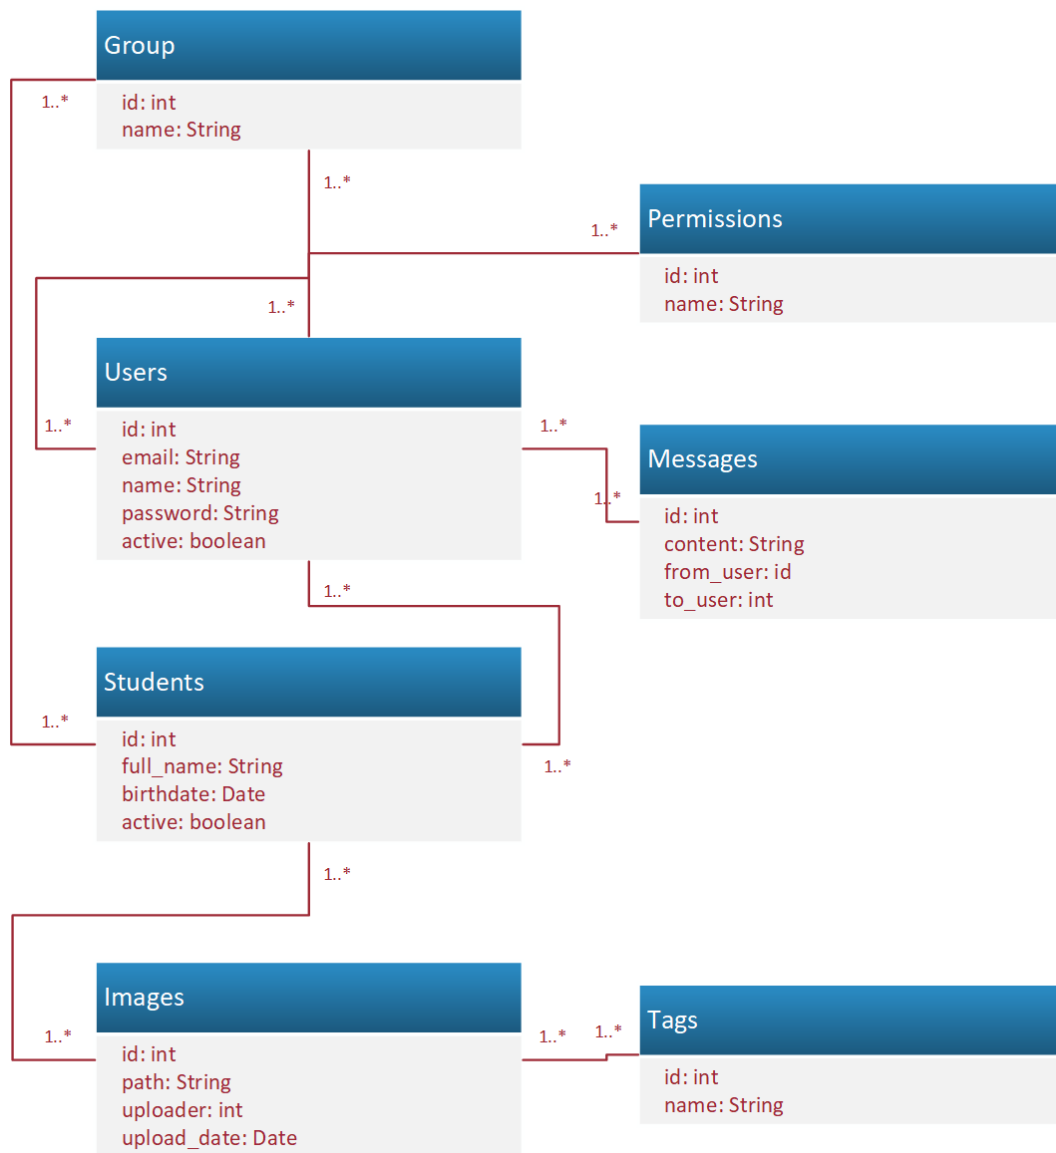 Group
1..*
id: int
name: String
1..*
Permissions
1..*
id: int
name: String
1..*
Users
1..*
id: int
email: String
name: String
password: String
active: boolean
1..*
Messages
1..*
id: int
content: String
from_user: id
to_user: int
1..*
Students
1..*
id: int
full_name: String
birthdate: Date
active: boolean
1..*
1..*
Images
1..*
id: int
path: String
uploader: int
upload_date: Date
1..*
1..*
Tags
id: int
name: String